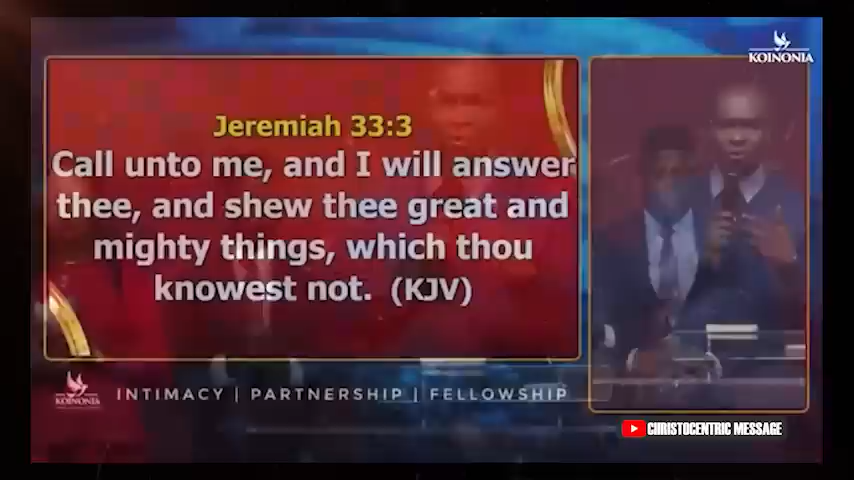 KOINONIA
Jeremiah 33:3
Call unto me, and I will answer
thee, and shew thee great and
mighty things, which thou
knowest not. (KJV)
KOINONIA
INTIMACY | PARTNERSHIP | FELLOWSHIP
CHRISTOCENTRIC MESSAGE